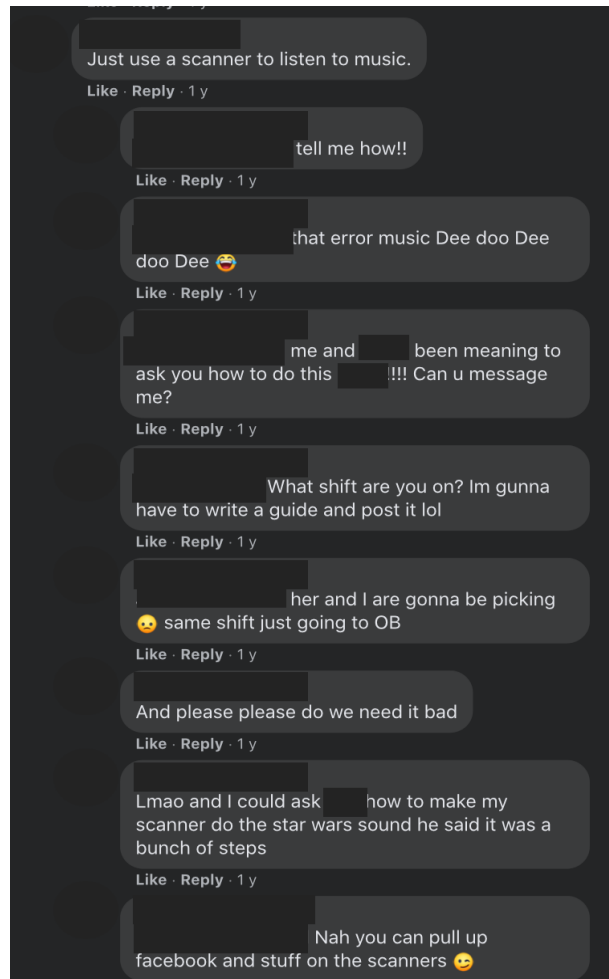 Just use a scanner to listen to music.
Like · Reply · 1 y
tell me how!!
Like · Reply · 1 y
that error music Dee doo Dee
doo Dee 😂
Like · Reply · 1 y
me and been meaning to
ask you how to do this !!!! Can u message
me?
Like · Reply · 1 y
What shift are you on? Im gunna
have to write a guide and post it lol
Like · Reply · 1 y
her and I are gonna be picking
😞 same shift just going to OB
Like · Reply · 1 y
And please please do we need it bad
Like · Reply · 1 y
Lmao and I could ask how to make my
scanner do the star wars sound he said it was a
bunch of steps
Like · Reply · 1 y
Nah you can pull up
facebook and stuff on the scanners 😉